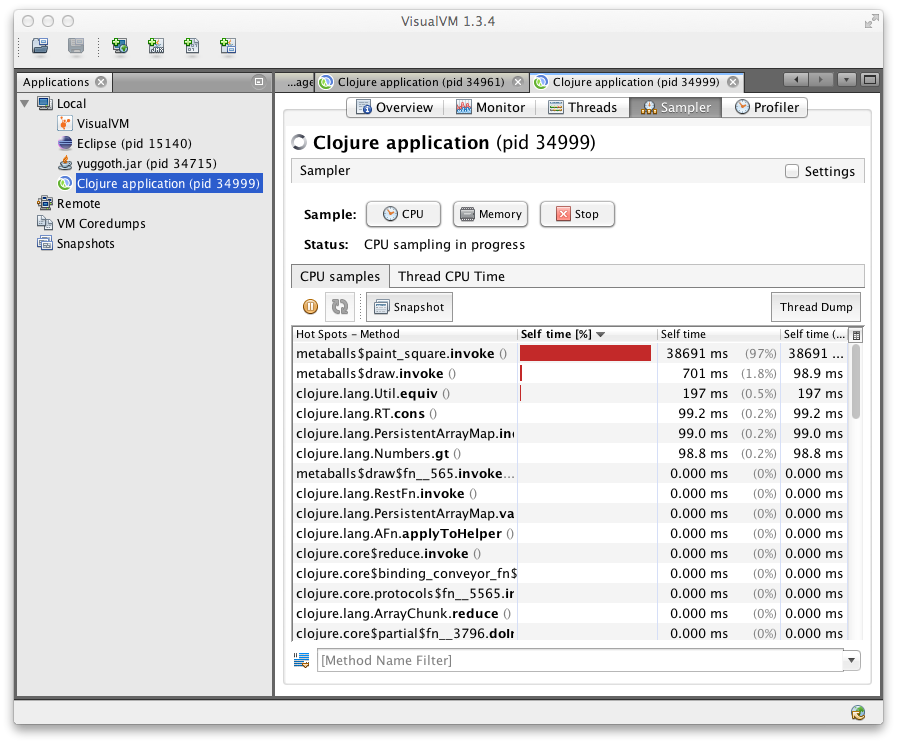 VisualVM 1.3.4
Applications
...age
Clojure application (pid 34961)
Clojure application (pid 34999)
Local
VisualVM
Eclipse (pid 15140)
yuggoth.jar (pid 34715)
Clojure application (pid 34999)
Remote
VM Coredumps
Snapshots
Overview Monitor Threads Sampler Profiler
Clojure application (pid 34999)
Sampler Settings
Sample: CPU Memory Stop
Status: CPU sampling in progress
CPU samples Thread CPU Time
Snapshot Thread Dump
Hot Spots – Method Self time [%] Self time Self time (...
metaballs$paint_square.invoke () 38691 ms (97%) 38691 ...
metaballs$draw.invoke () 701 ms (1.8%) 98.9 ms
clojure.lang.Util.equiv () 197 ms (0.5%) 197 ms
clojure.lang.RT.cons () 99.2 ms (0.2%) 99.2 ms
clojure.lang.PersistentArrayMap.in 99.0 ms (0.2%) 99.0 ms
clojure.lang.Numbers.gt () 98.8 ms (0.2%) 98.8 ms
metaballs$draw$fn__565.invoke... 0.000 ms (0%) 0.000 ms
clojure.lang.RestFn.invoke () 0.000 ms (0%) 0.000 ms
clojure.lang.PersistentArrayMap.va 0.000 ms (0%) 0.000 ms
clojure.lang.AFn.applyToHelper () 0.000 ms (0%) 0.000 ms
clojure.core$reduce.invoke () 0.000 ms (0%) 0.000 ms
clojure.core$binding_conveyor_fn$ 0.000 ms (0%) 0.000 ms
clojure.core.protocols$fn__5565.in 0.000 ms (0%) 0.000 ms
clojure.lang.ArrayChunk.reduce () 0.000 ms (0%) 0.000 ms
clojure.core$partial$fn__3796.doIn 0.000 ms (0%) 0.000 ms
[Method Name Filter]